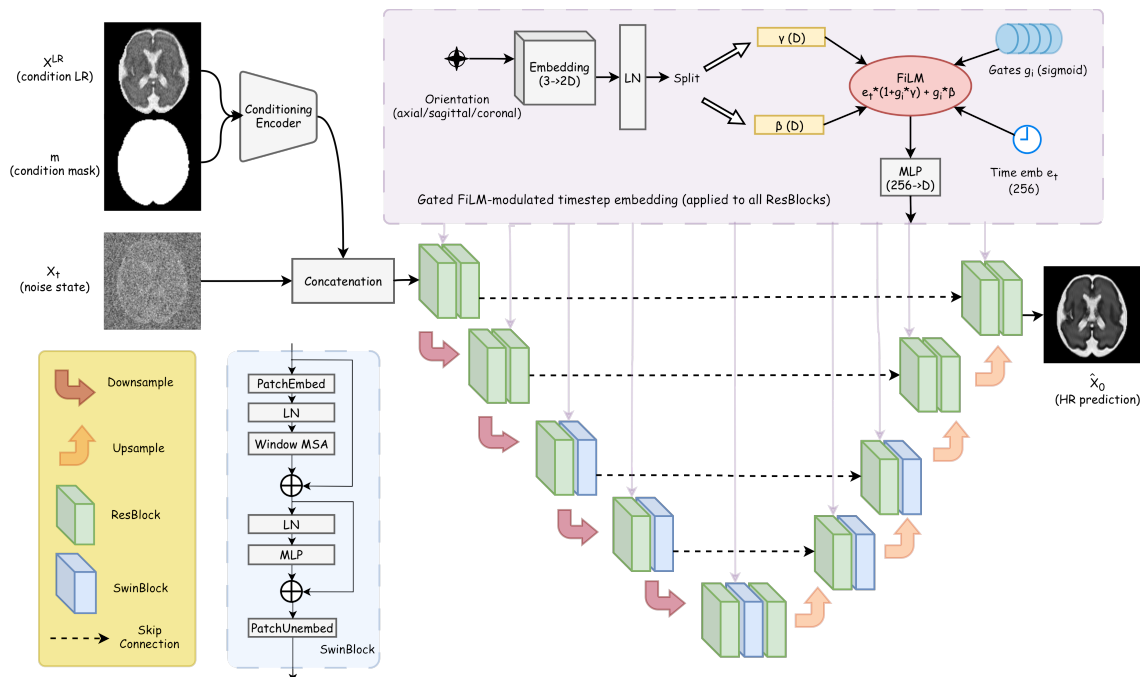 X^LR
(condition LR)
m
(condition mask)
X_t
(noise state)
Conditioning
Encoder
Concatenation
Orientation
(axial/sagittal/coronal)
Embedding
(3->2D)
LN
Split
γ (D)
β (D)
FiLM
e_t*(1+g_i*γ) + g_i*β
Gates g_i (sigmoid)
Time emb e_t
(256)
MLP
(256->D)
Gated FiLM-modulated timestep embedding (applied to all ResBlocks)
X̂_0
(HR prediction)
Downsample
Upsample
ResBlock
SwinBlock
Skip
Connection
PatchEmbed
LN
Window MSA
LN
MLP
PatchUnembed
SwinBlock